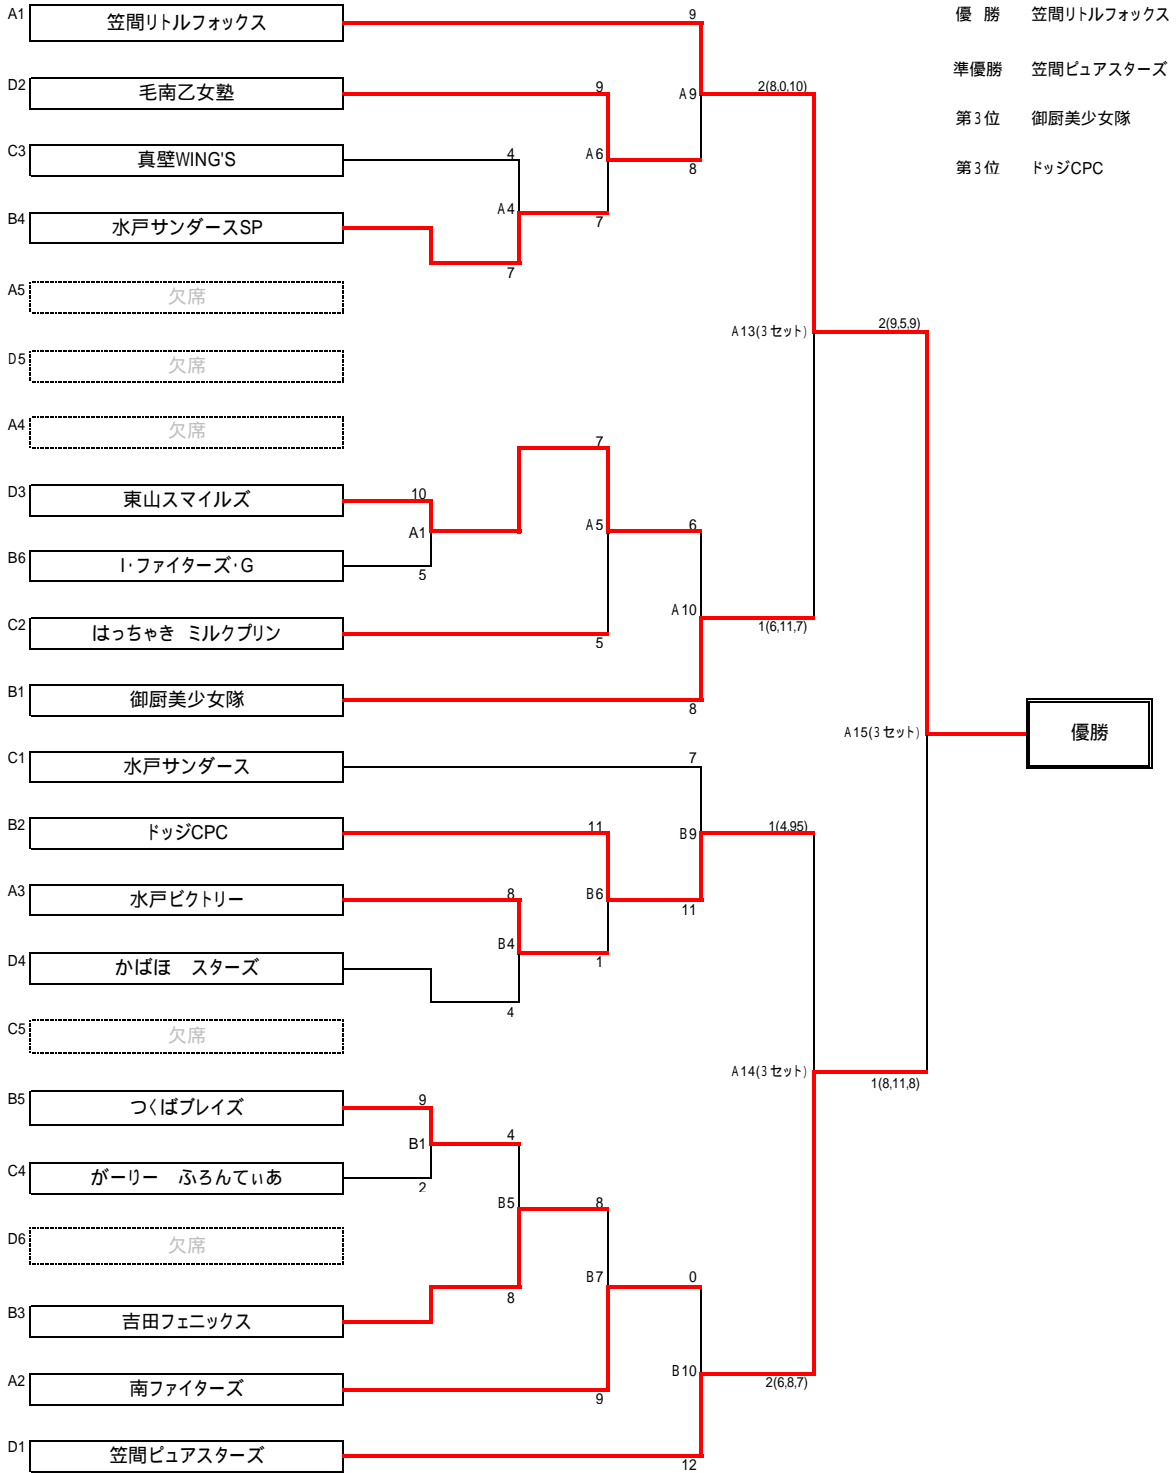 A1 笠間リトルフォックス 9 優 勝 笠間リトルフォックス
D2 毛南乙女塾 9 A9 2(8,0,10) 準優勝 笠間ピュアスターズ
第3位 御厨美少女隊
C3 真壁WING'S 4 A6 8 第3位 ドッジCPC
B4 水戸サンダースSP A4 7
7
A5 欠席
A13(3セット) 2(9,5,9)
D5 欠席
A4 欠席
7
D3 東山スマイルズ 10
A1 A5 6
B6 I・ファイターズ・G 5
A10
C2 はっちゃき ミルクプリン 5 1(6,11,7)
B1 御厨美少女隊 8
A15(3セット) 優勝
C1 水戸サンダース 7
B2 ドッジCPC 11 B9 1(4,95)
A3 水戸ビクトリー 8 B6 11
B4
D4 かばほ スターズ 1
4
C5 欠席
A14(3セット) 1(8,11,8)
B5 つくばブレイズ 9
B1 4
C4 がーりー ふろんてぃあ 2
B5 8
D6 欠席
B7 0
8
B3 吉田フェニックス
B10
A2 南ファイターズ 9 2(6,8,7)
D1 笠間ピュアスターズ 12